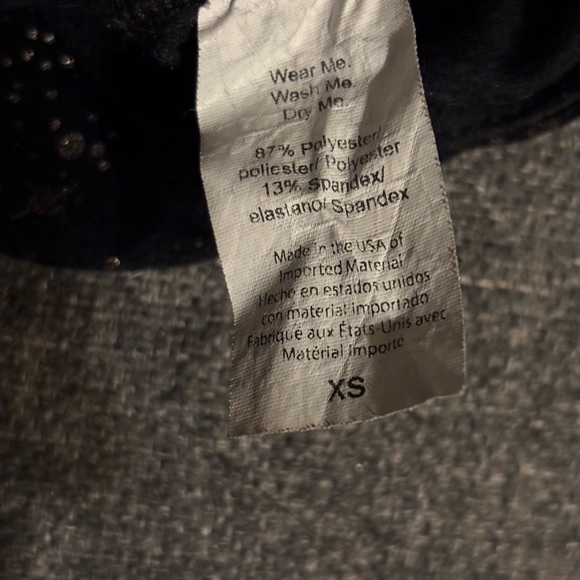 Wear Me.
Wash Me.
Dry Me.
87% Polyester/
poliester/ Polyester
13% Spandex/
elastano/ Spandex
Made in the USA of
Imported Material
Hecho en estados unidos
con material importado
Fabrique aux États-Unis avec
Matérial Importé
XS